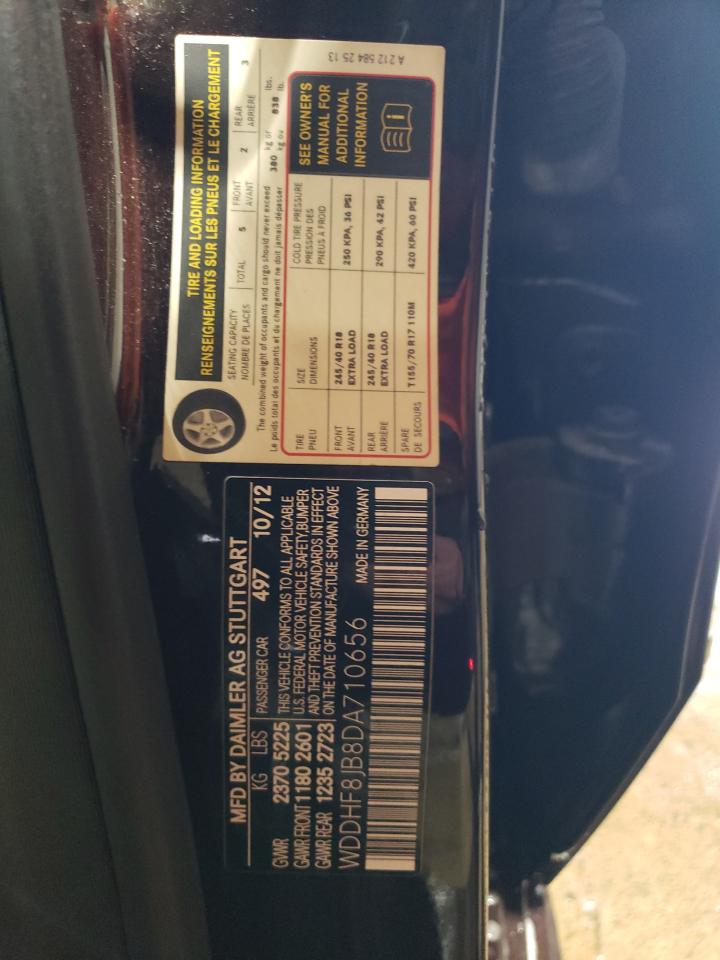 TIRE AND LOADING INFORMATION
RENSEIGNEMENTS SUR LES PNEUS ET LE CHARGEMENT
SEATING CAPACITY TOTAL 5 FRONT 2 REAR 3
NOMBRE DE PLACES AVANT ARRIÈRE
The combined weight of occupants and cargo should never exceed 380 kg or 838 lbs.
Le poids total des occupants et du chargement ne doit jamais dépasser kg ou lb.
TIRE SIZE COLD TIRE PRESSURE
PNEU DIMENSIONS PRESSION DES
PNEUS À FROID
FRONT 245/40 R18 250 KPA, 36 PSI
AVANT EXTRA LOAD
REAR 245/40 R18 290 KPA, 42 PSI
ARRIÈRE EXTRA LOAD
SPARE T155/70 R17 110M 420 KPA, 60 PSI
DE SECOURS
SEE OWNER'S
MANUAL FOR
ADDITIONAL
INFORMATION
A 212 584 25 13
MFD BY DAIMLER AG STUTTGART
KG LBS PASSENGER CAR 497 10/12
GVWR 2370 5225 THIS VEHICLE CONFORMS TO ALL APPLICABLE
GAWR FRONT 1180 2601 U.S. FEDERAL MOTOR VEHICLE SAFETY, BUMPER
AND THEFT PREVENTION STANDARDS IN EFFECT
GAWR REAR 1235 2723 ON THE DATE OF MANUFACTURE SHOWN ABOVE
WDDHF8JB8DA710656 MADE IN GERMANY